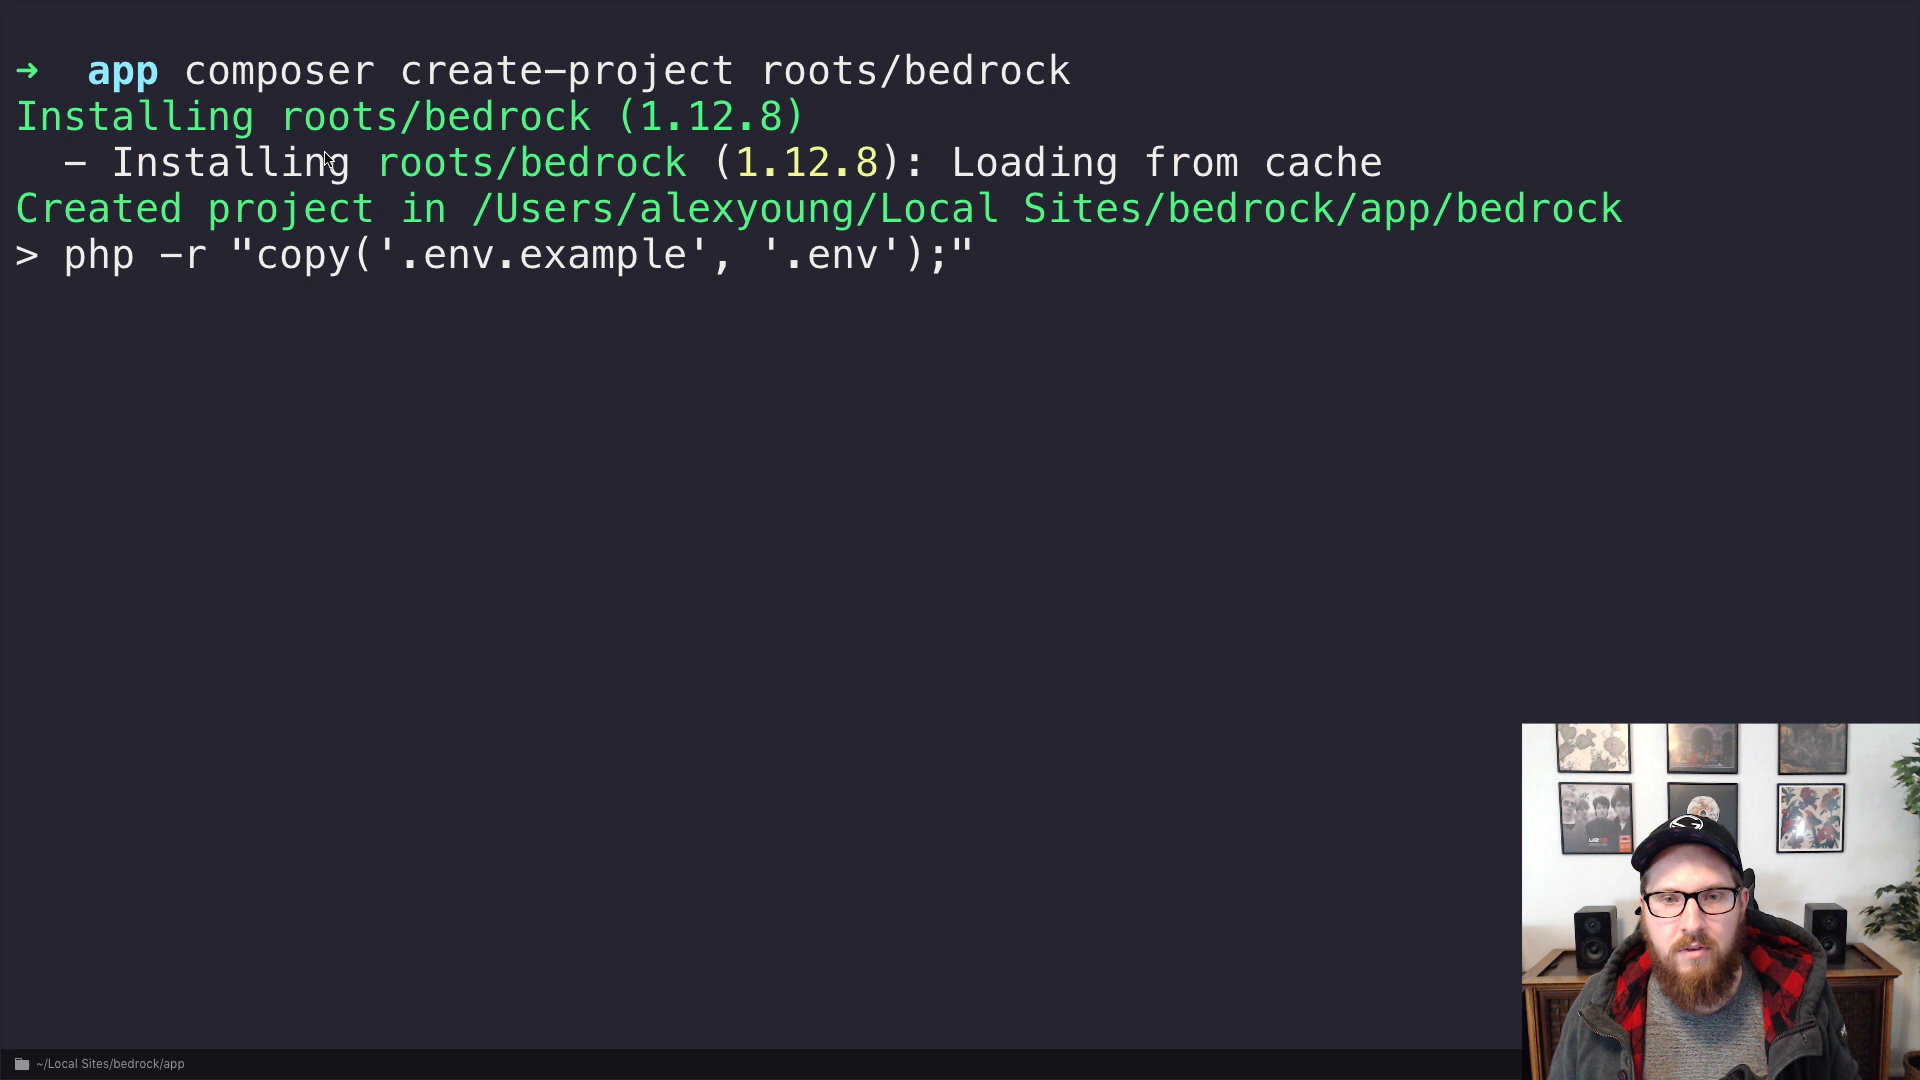 ➜ app composer create-project roots/bedrock
Installing roots/bedrock (1.12.8)
- Installing roots/bedrock (1.12.8): Loading from cache
Created project in /Users/alexyoung/Local Sites/bedrock/app/bedrock
> php -r "copy('.env.example', '.env');"
U2
~/Local Sites/bedrock/app